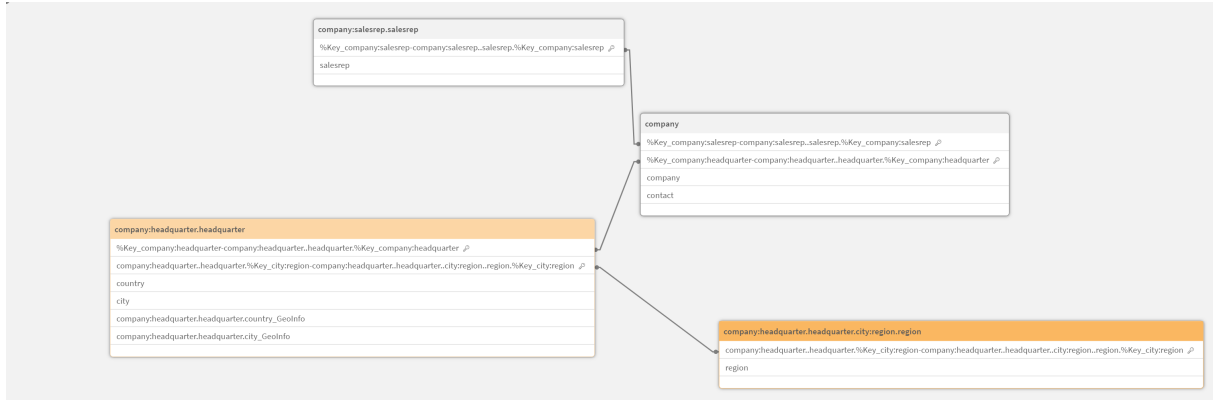 company:salesrep.salesrep
%Key_company:salesrep-company:salesrep..salesrep.%Key_company:salesrep
salesrep
company
%Key_company:salesrep-company:salesrep..salesrep.%Key_company:salesrep
%Key_company:headquarter-company:headquarter..headquarter.%Key_company:headquarter
company
contact
company:headquarter.headquarter
%Key_company:headquarter-company:headquarter..headquarter.%Key_company:headquarter
company:headquarter..headquarter.%Key_city:region-company:headquarter..headquarter..city:region..region.%Key_city:region
country
city
company:headquarter.headquarter.country_GeoInfo
company:headquarter.headquarter.city_GeoInfo
company:headquarter.headquarter.city:region.region
company:headquarter..headquarter.%Key_city:region-company:headquarter..headquarter..city:region..region.%Key_city:region
region